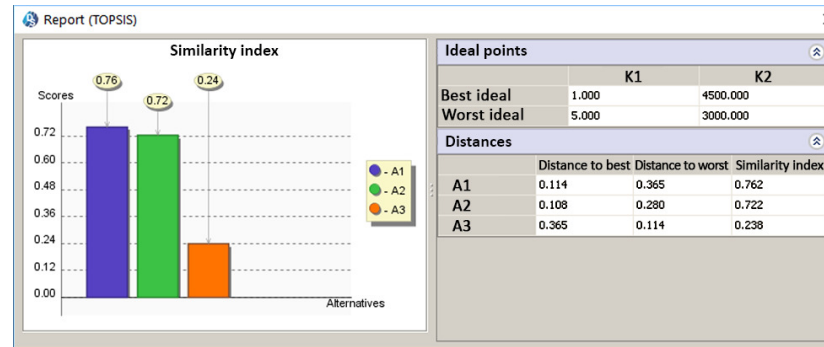 Report (TOPSIS)
Similarity index
0.76
0.24
0.72
Scores
0.72
0.60
0.48
0.36
0.24
0.12
0.00
Alternatives
- A1
- A2
- A3
Ideal points
K1 K2
Best ideal 1.000 4500.000
Worst ideal 5.000 3000.000
Distances
Distance to best Distance to worst Similarity index
A1 0.114 0.365 0.762
A2 0.108 0.280 0.722
A3 0.365 0.114 0.238